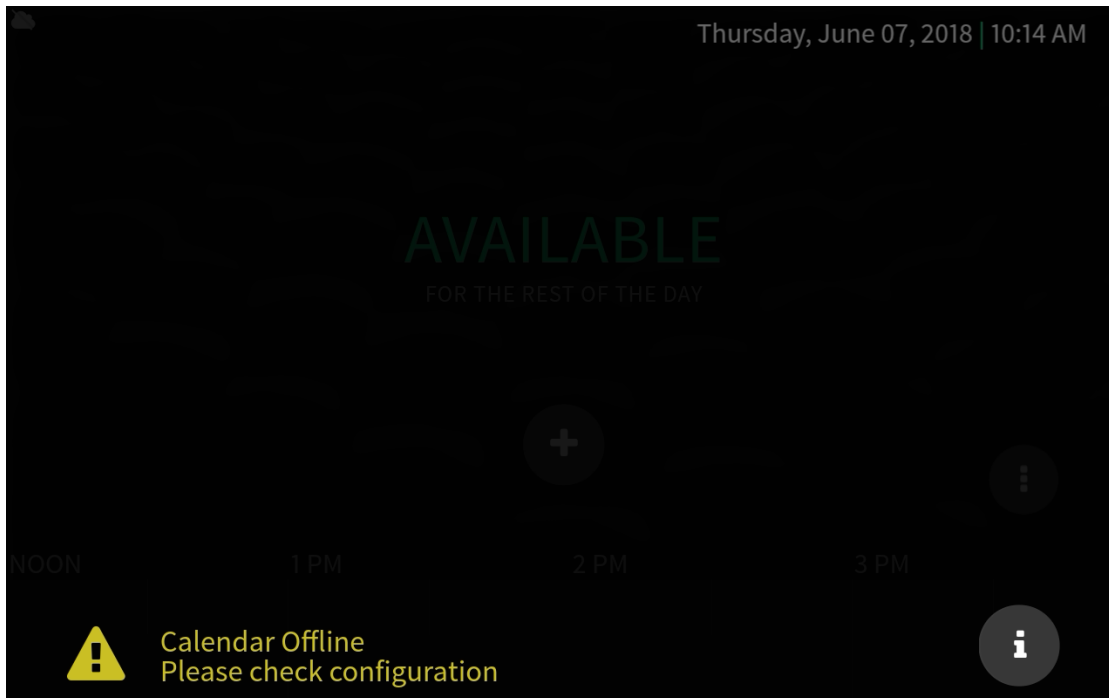 Thursday, June 07, 2018 | 10:14 AM
AVAILABLE
FOR THE REST OF THE DAY
NOON 1 PM 2 PM 3 PM
Calendar Offline
Please check configuration